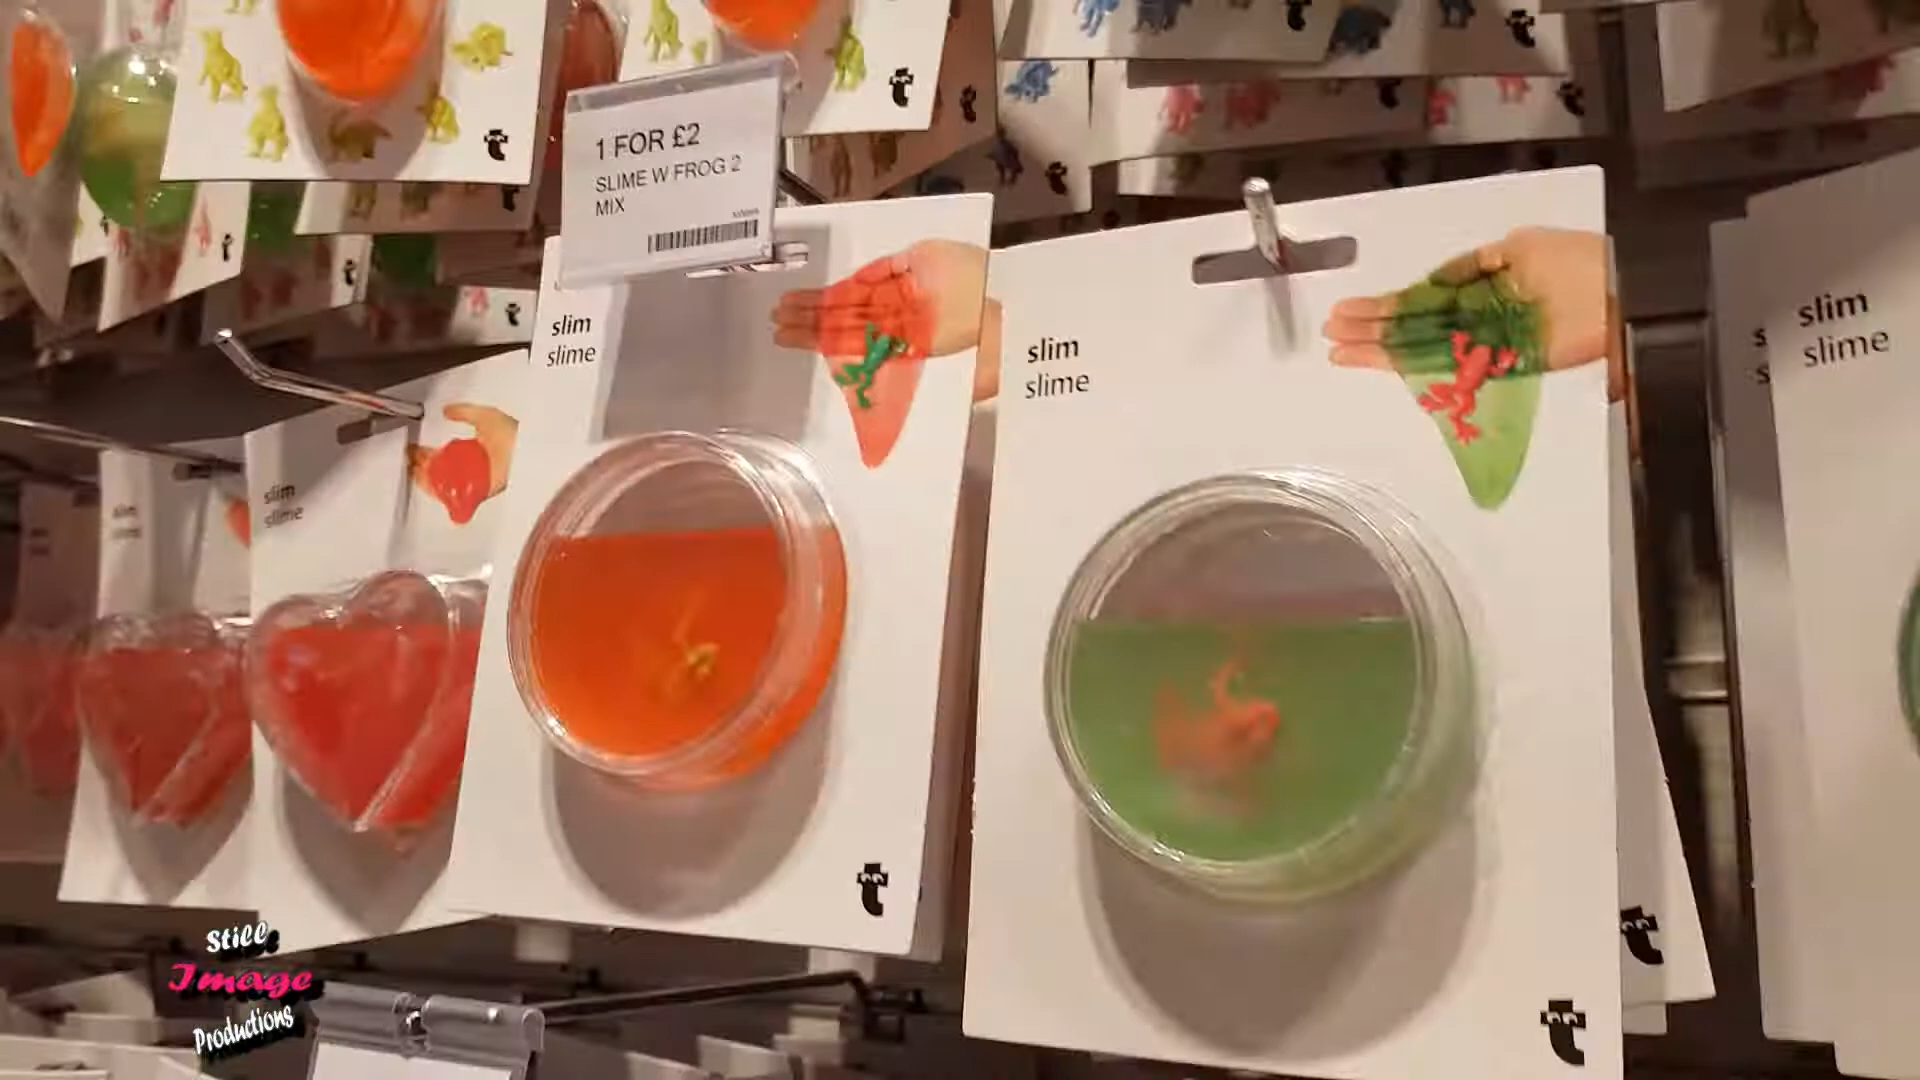 1 FOR £2
SLIME W FROG 2
MIX
slim
slime
slim
slime
slim
slime
slim
slime
Still
Image
Productions